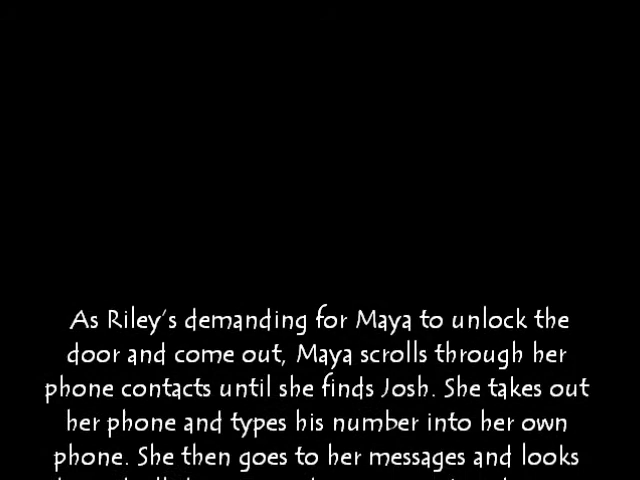 As Riley's demanding for Maya to unlock the
door and come out, Maya scrolls through her
phone contacts until she finds Josh. She takes out
her phone and types his number into her own
phone. She then goes to her messages and looks